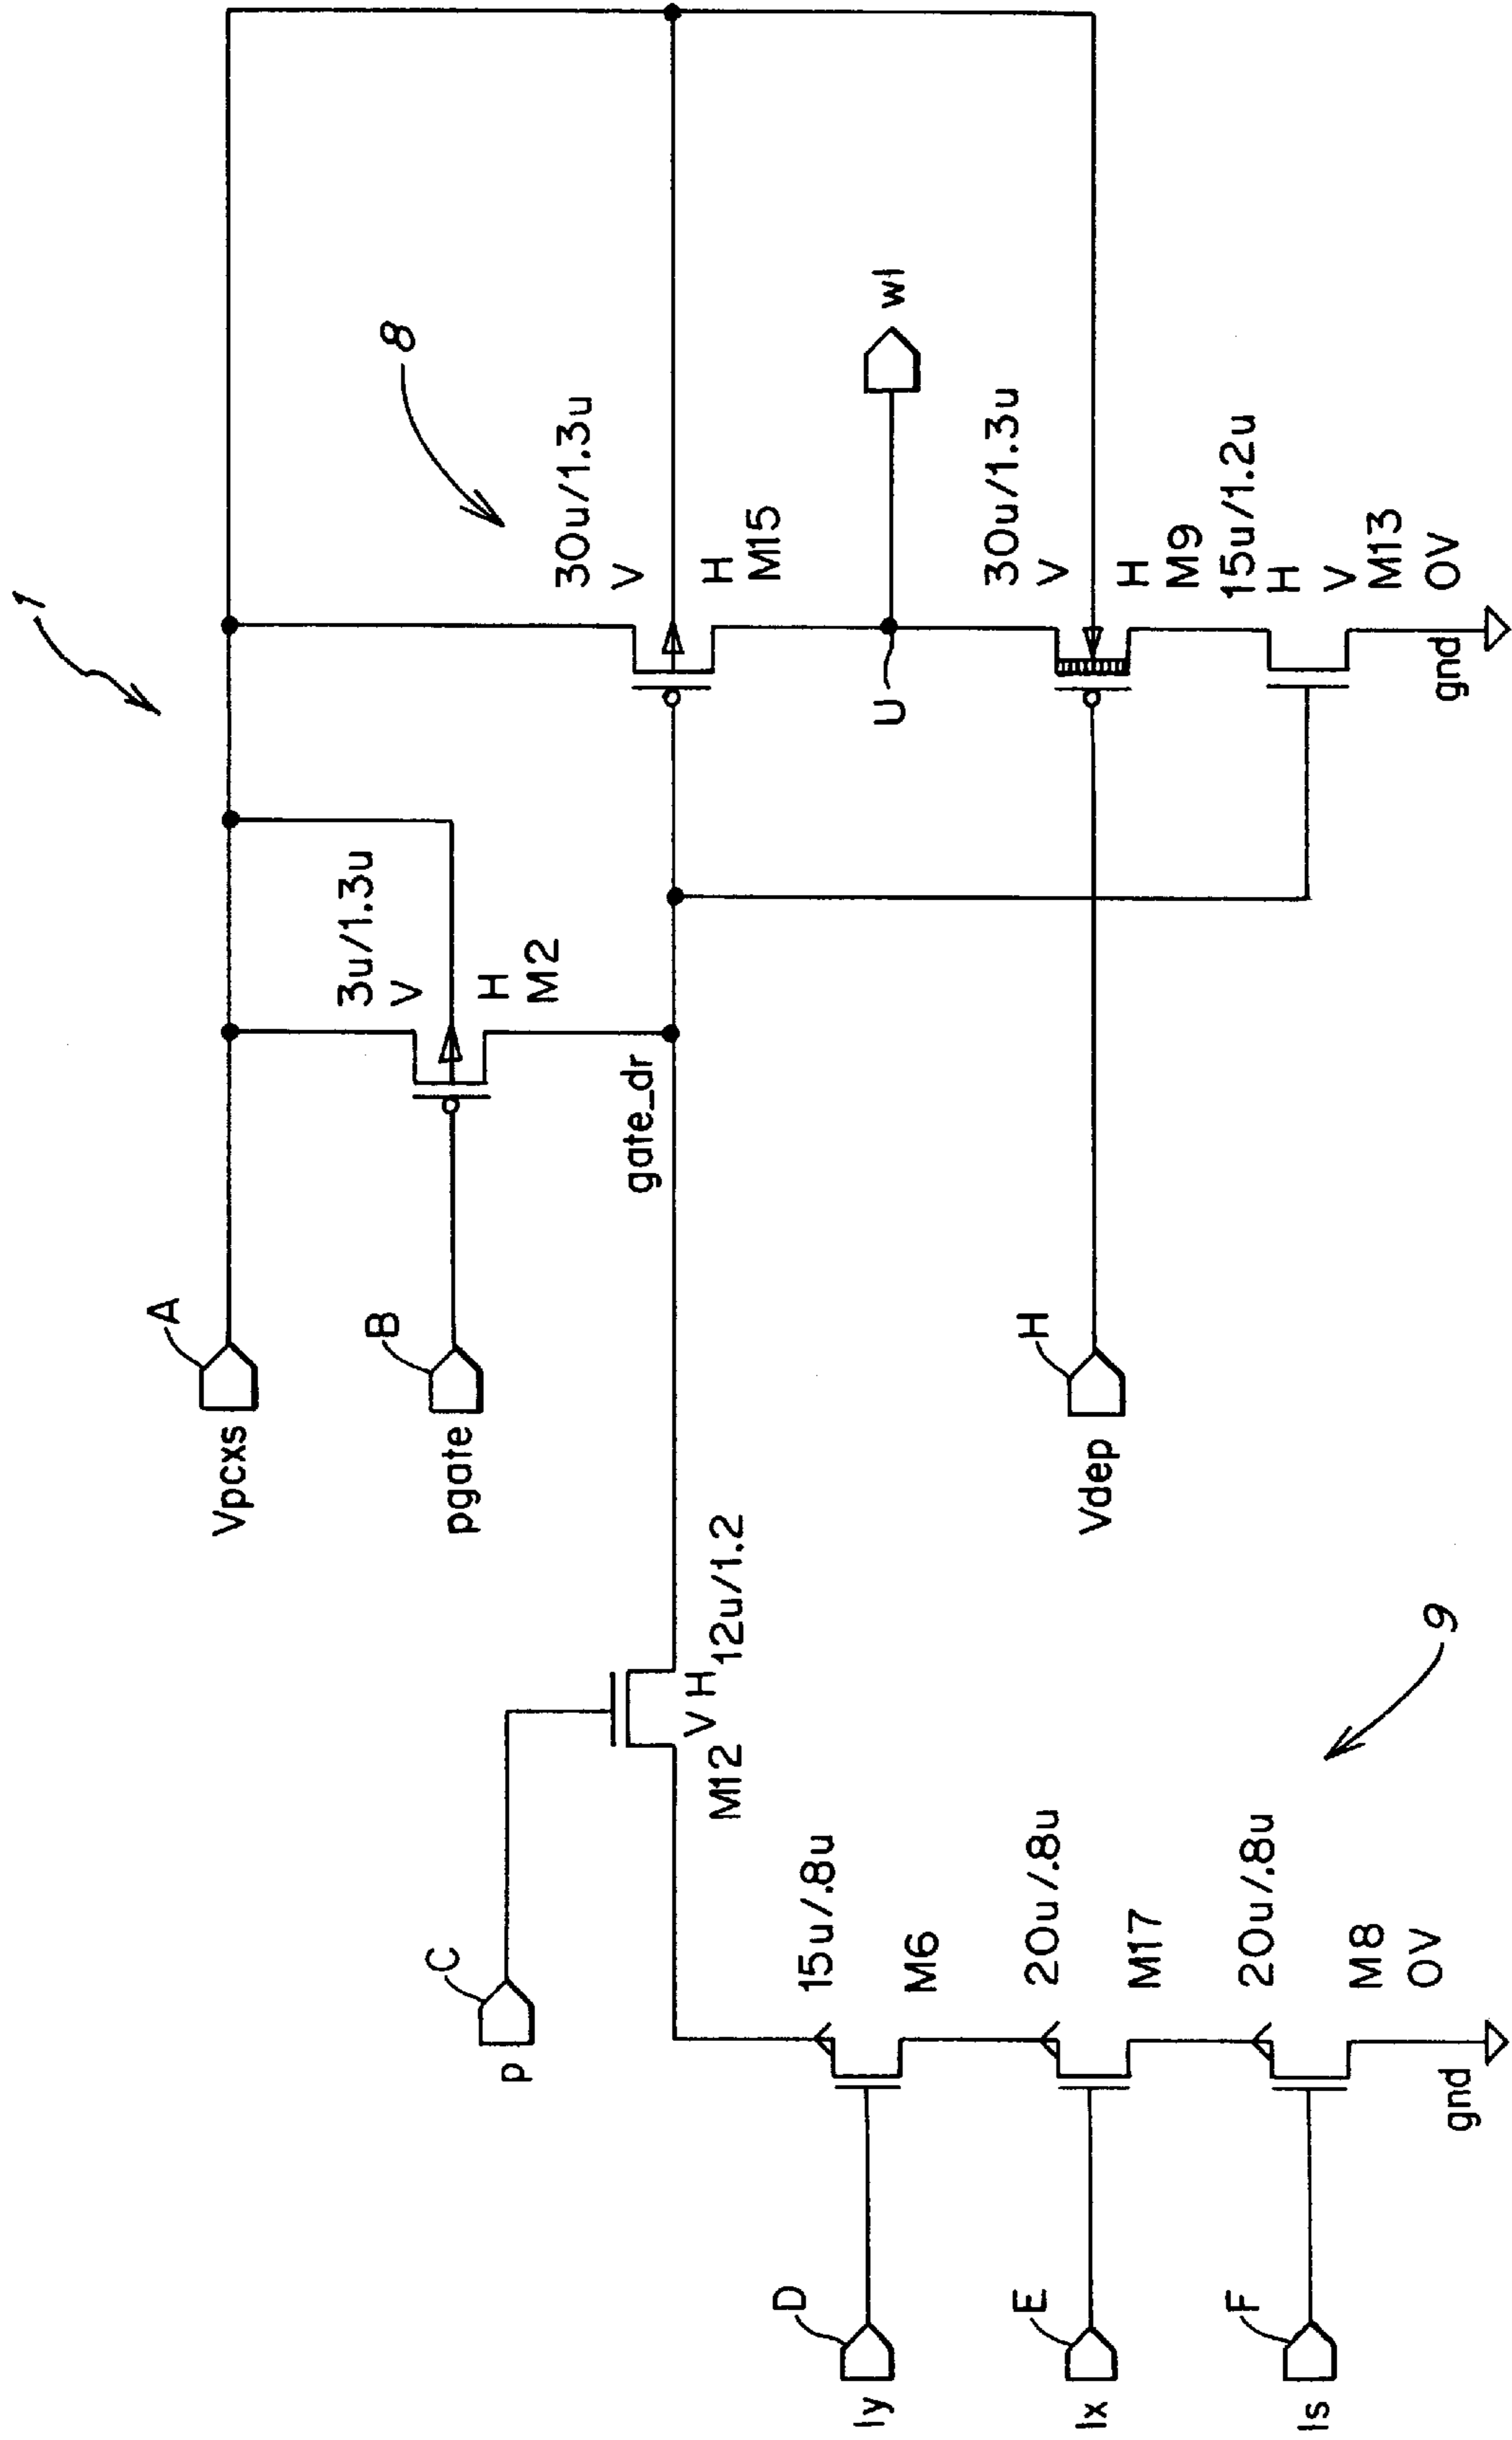 1
A
Vpcxs
8
3u/1.3u
V
H
M2
B
pgate
30u/1.3u
V
H
M15
gate_dr
C
p
M12
V H
12u/1.2
U
wl
15u/.8u
M6
D
ly
30u/1.3u
V
H
M9
H
Vdep
20u/.8u
M17
E
lx
15u/1.2u
H
V
M13
0V
gnd
9
20u/.8u
M8
0V
F
ls
gnd